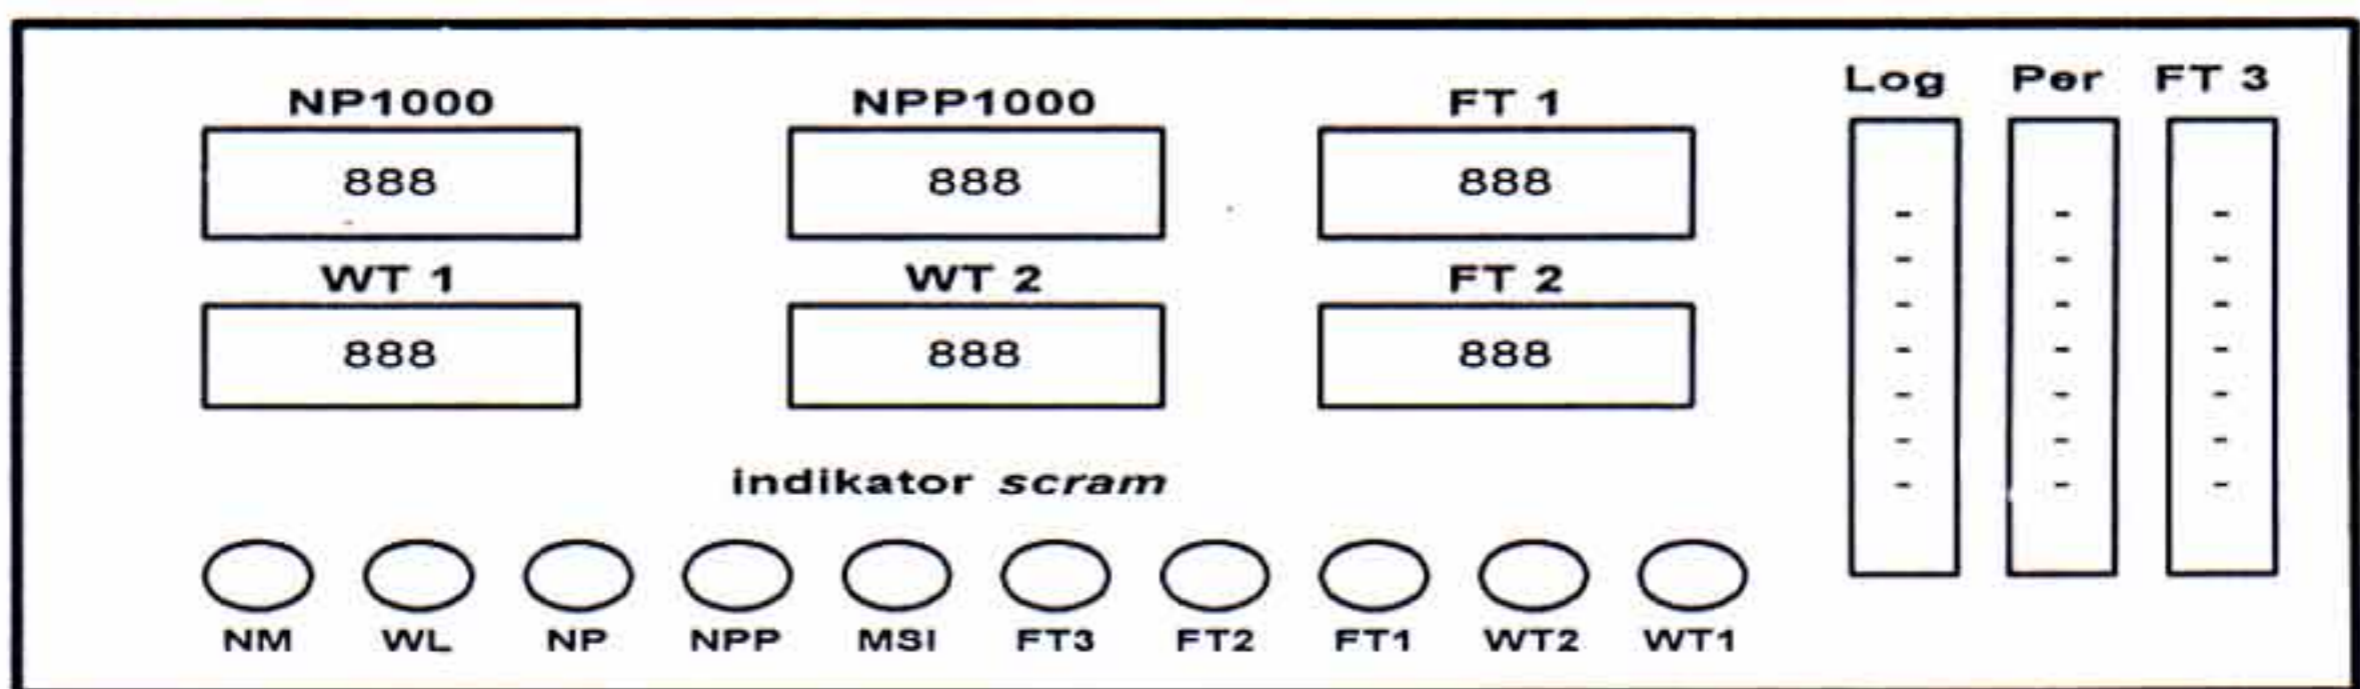 NP1000 NPP1000 FT 1 Log Per FT 3
888 888 888
WT 1 WT 2 FT 2
888 888 888
- - -
- - -
- - -
- - -
- - -
- - -
- - -
indikator scram
NM WL NP NPP MSI FT3 FT2 FT1 WT2 WT1